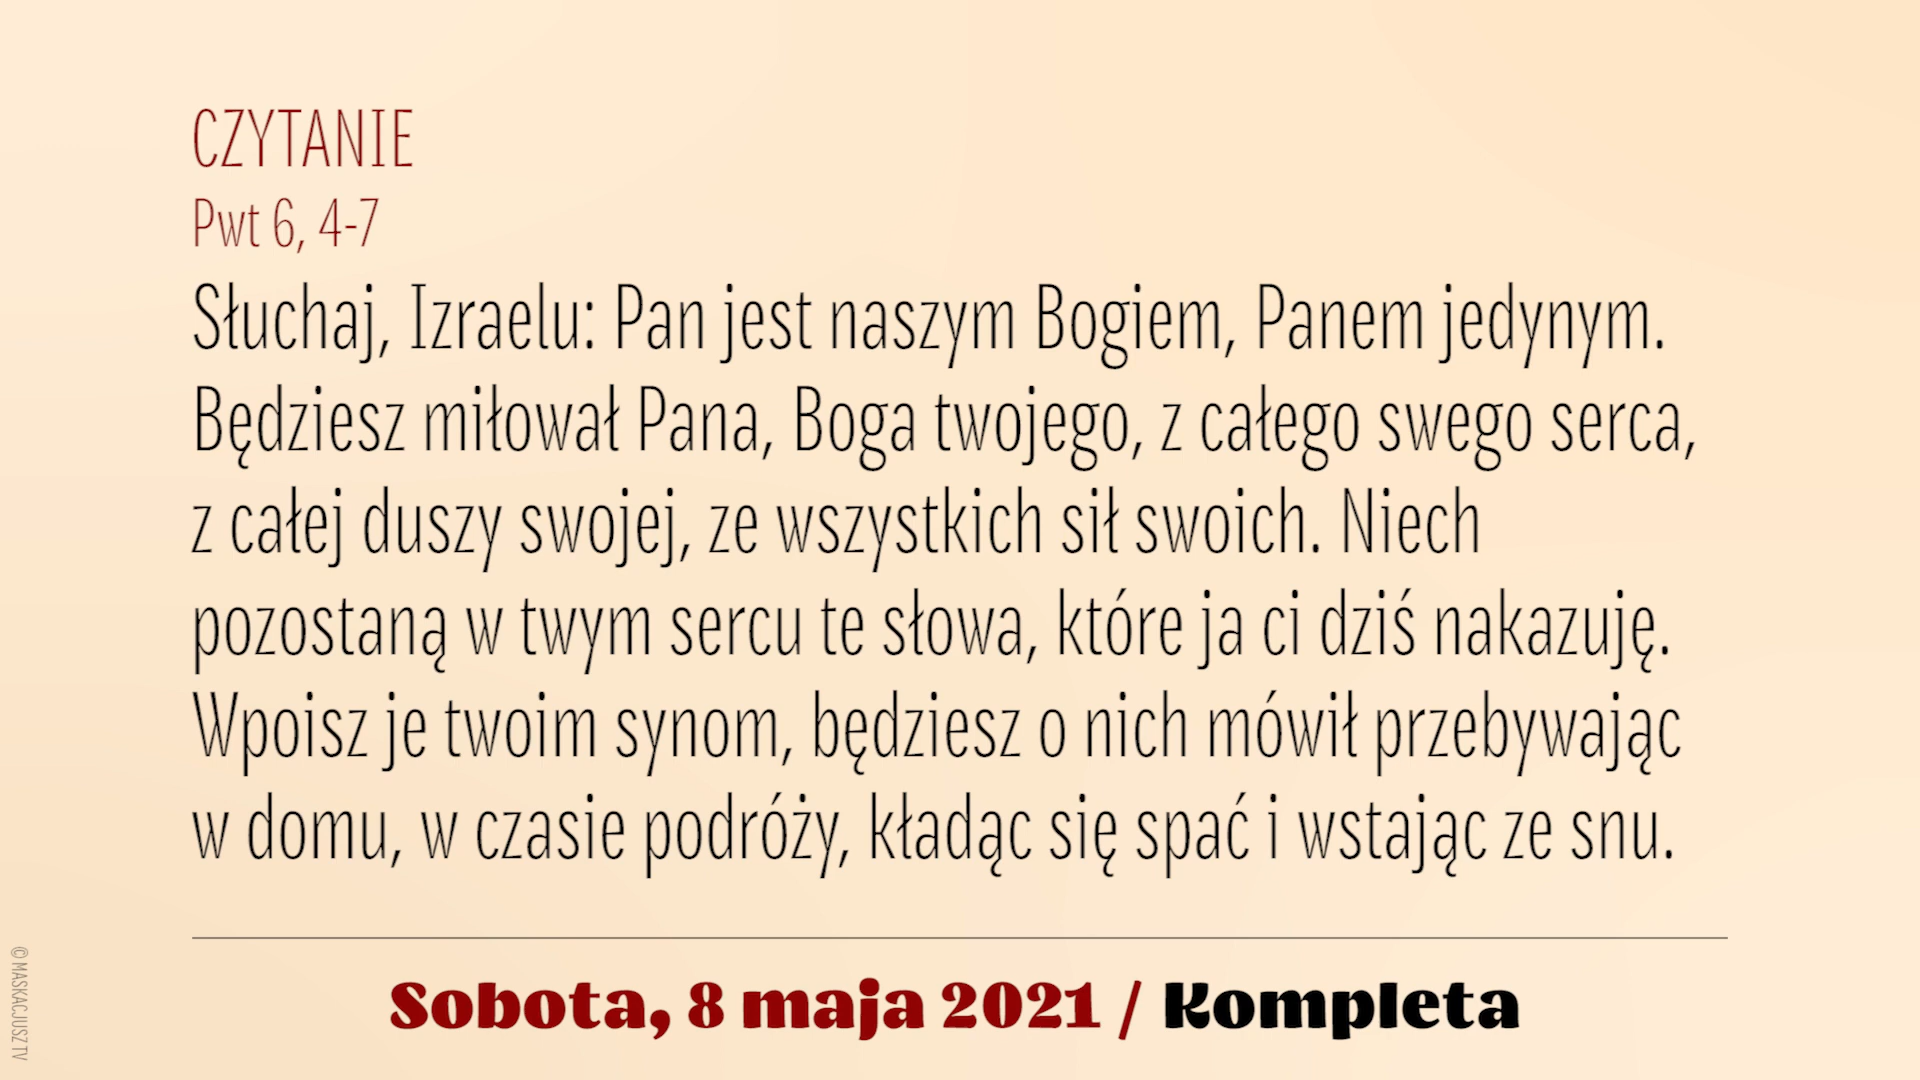 CZYTANIE
Pwt 6, 4-7
Słuchaj, Izraelu: Pan jest naszym Bogiem, Panem jedynym.
Będziesz miłował Pana, Boga twojego, z całego swego serca,
z całej duszy swojej, ze wszystkich sił swoich. Niech
pozostaną w twym sercu te słowa, które ja ci dziś nakazuję.
Wpoisz je twoim synom, będziesz o nich mówił przebywając
w domu, w czasie podróży, kładąc się spać i wstając ze snu.
Sobota, 8 maja 2021 / Kompleta
© MASKACJUSZ TV